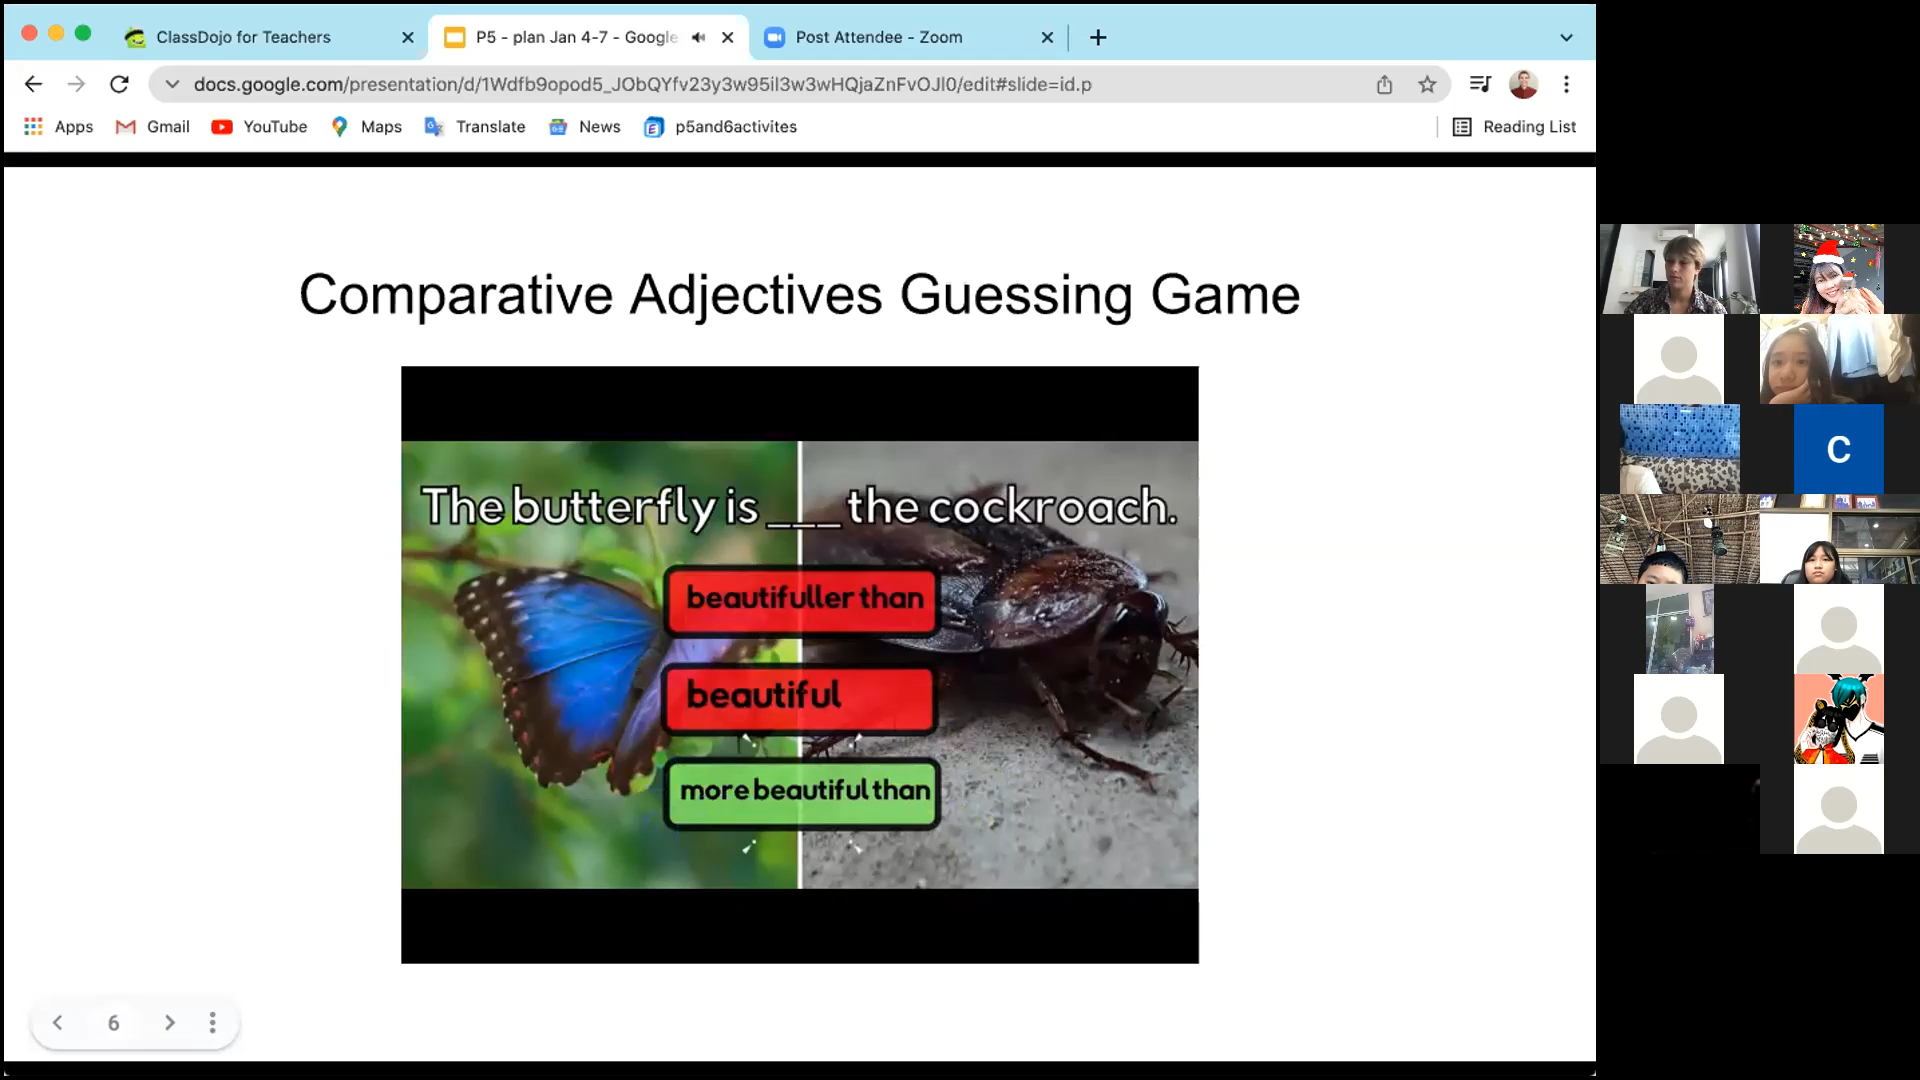 ClassDojo for Teachers
P5 - plan Jan 4-7 - Google
Post Attendee - Zoom
docs.google.com/presentation/d/1Wdfb9opod5_JObQYfv23y3w95il3w3wHQjaZnFvOJl0/edit#slide=id.p
Apps
Gmail
YouTube
Maps
Translate
News
p5and6activites
Reading List
Comparative Adjectives Guessing Game
The butterfly is ___ the cockroach.
beautifuller than
beautiful
more beautiful than
C
6